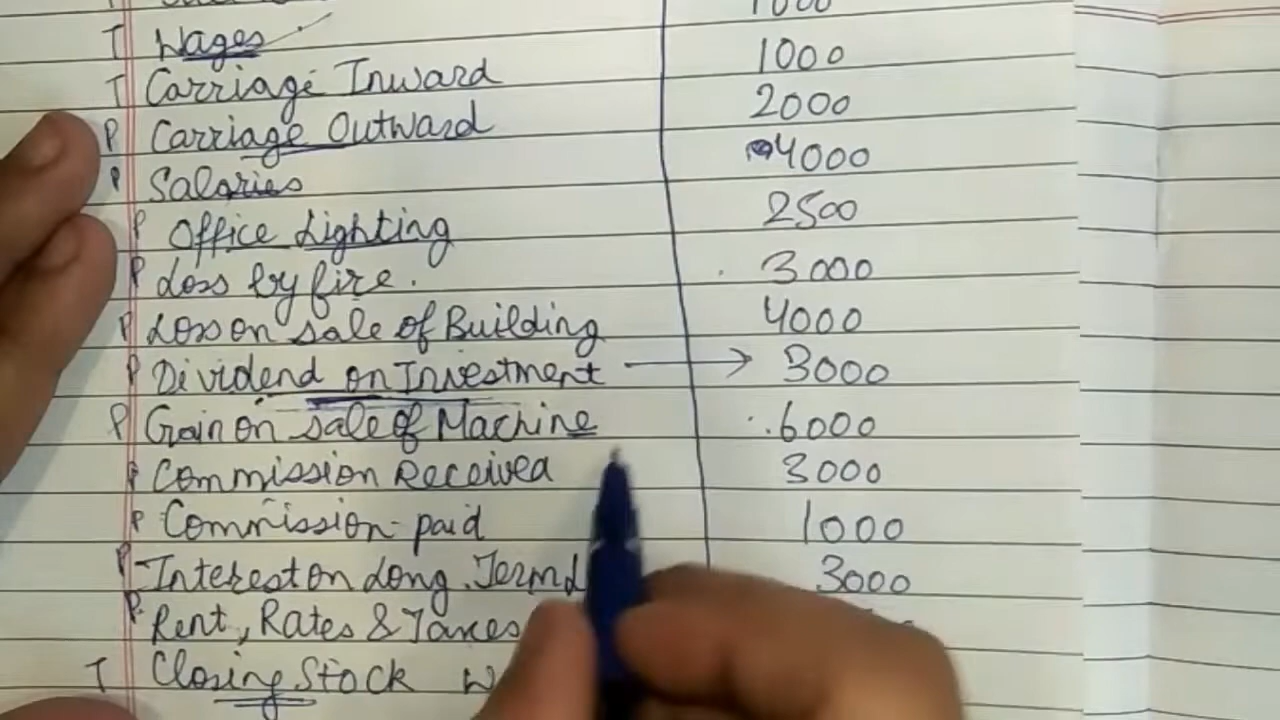 1000
T Wages 1000
T Carriage Inward 2000
P Carriage Outward 4000
P Salaries 2500
P Office Lighting 3000
P Loss by fire. 4000
P Loss on sale of Building 3000
P Dividend on Investment → 6000
P Gain on sale of Machine 3000
P Commission Received 1000
P Commission paid 3000
P Interest on Long Term
P Rent, Rates & Taxes
T Closing Stock